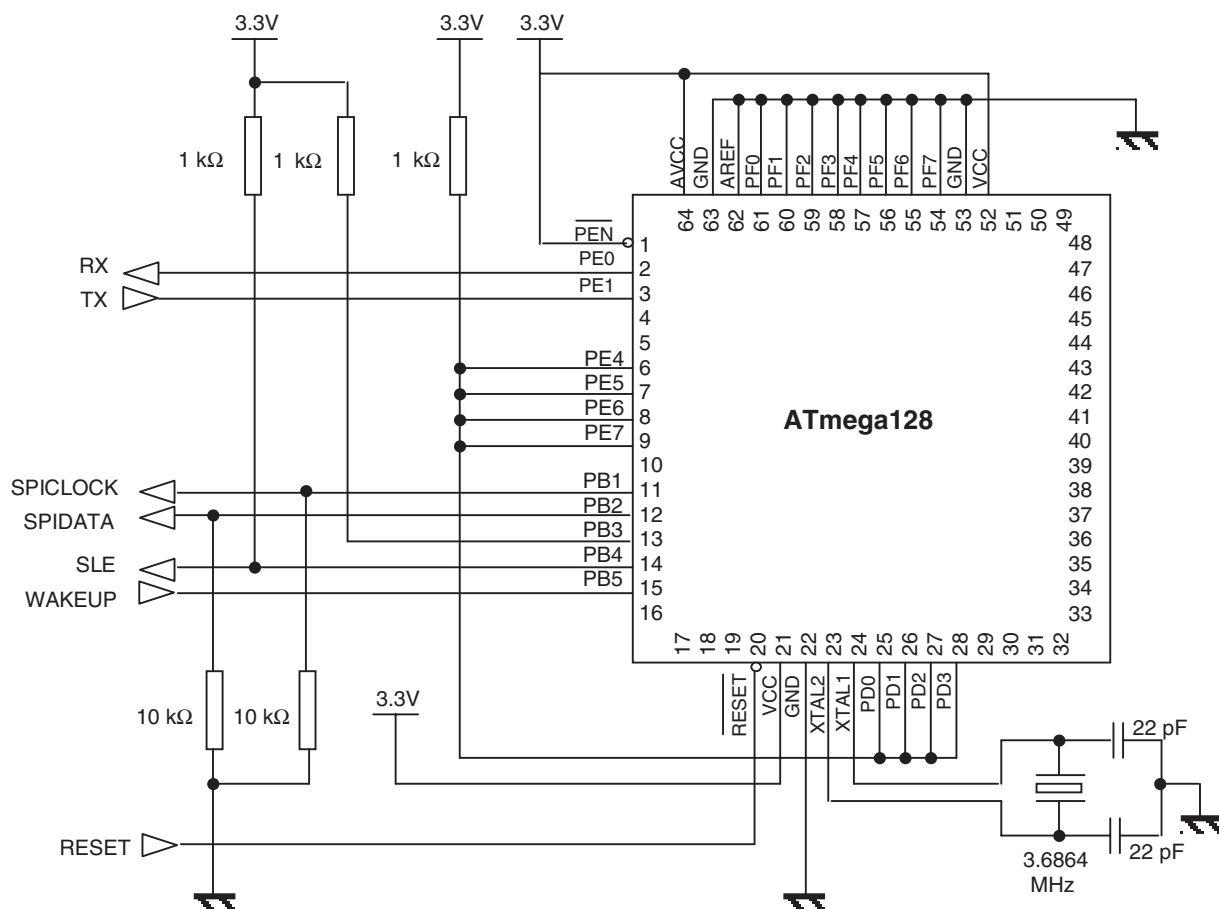 3.3V 3.3V 3.3V
1 kΩ 1 kΩ 1 kΩ
AVCC GND AREF PF0 PF1 PF2 PF3 PF4 PF5 PF6 PF7 GND VCC
64 63 62 61 60 59 58 57 56 55 54 53 52 51 50 49
PEN 1 48
RX PE0 2 47
TX PE1 3 46
4 45
5 44
PE4 6 43
PE5 7 42
PE6 8 41
PE7 9 40
ATmega128
10 39
SPICLOCK PB1 11 38
SPIDATA PB2 12 37
PB3 13 36
SLE PB4 14 35
WAKEUP PB5 15 34
16 33
17 18 19 20 21 22 23 24 25 26 27 28 29 30 31 32
RESET VCC GND XTAL2 XTAL1 PD0 PD1 PD2 PD3
10 kΩ 10 kΩ 3.3V
22 pF
RESET
22 pF
3.6864
MHz